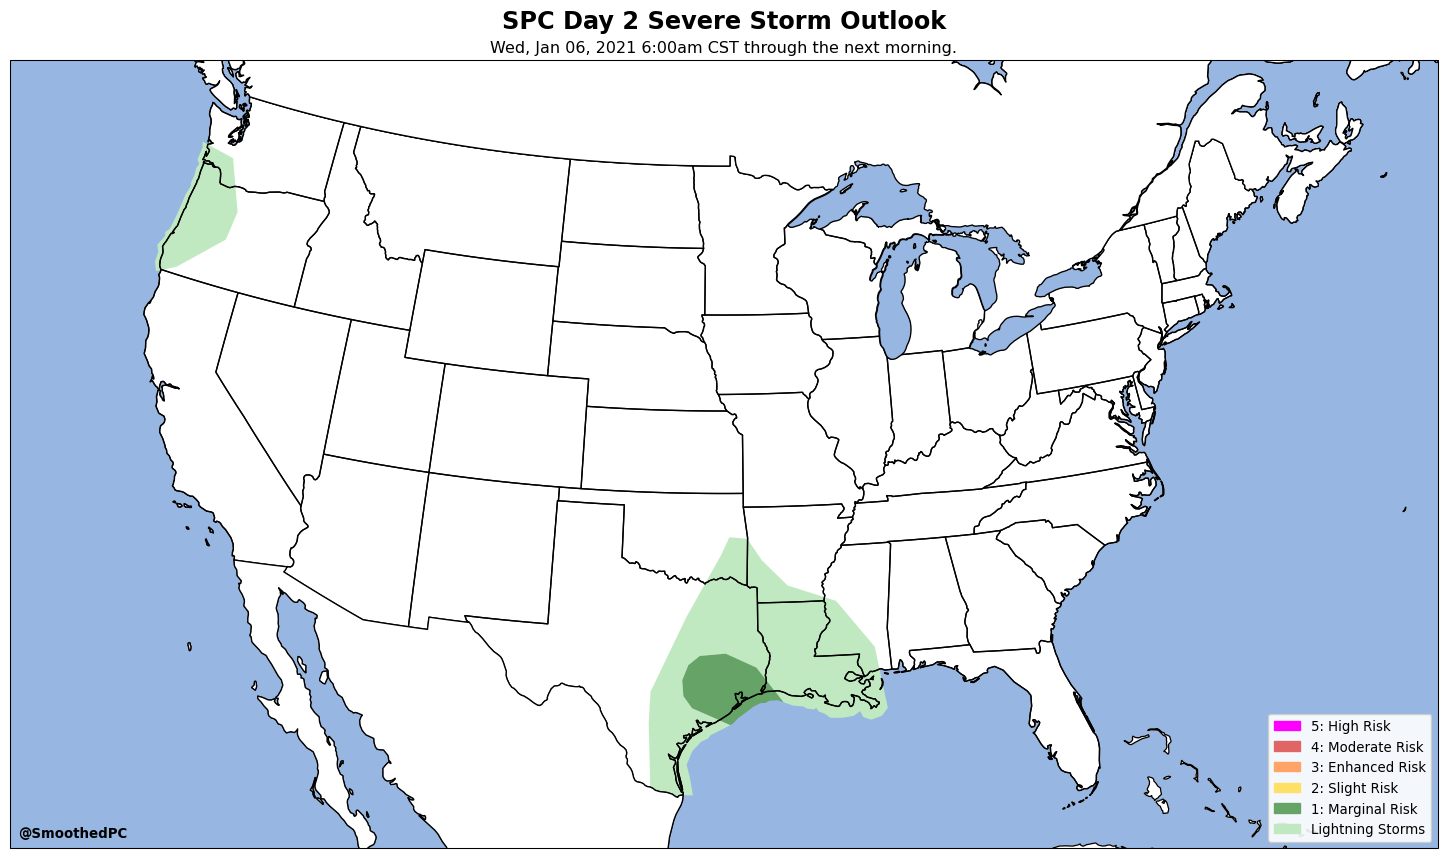 SPC Day 2 Severe Storm Outlook
Wed, Jan 06, 2021 6:00am CST through the next morning.
5: High Risk
4: Moderate Risk
3: Enhanced Risk
2: Slight Risk
1: Marginal Risk
Lightning Storms
@SmoothedPC